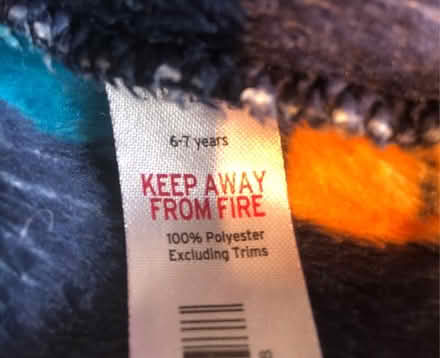 6-7 years
KEEP AWAY
FROM FIRE
100% Polyester
Excluding Trims